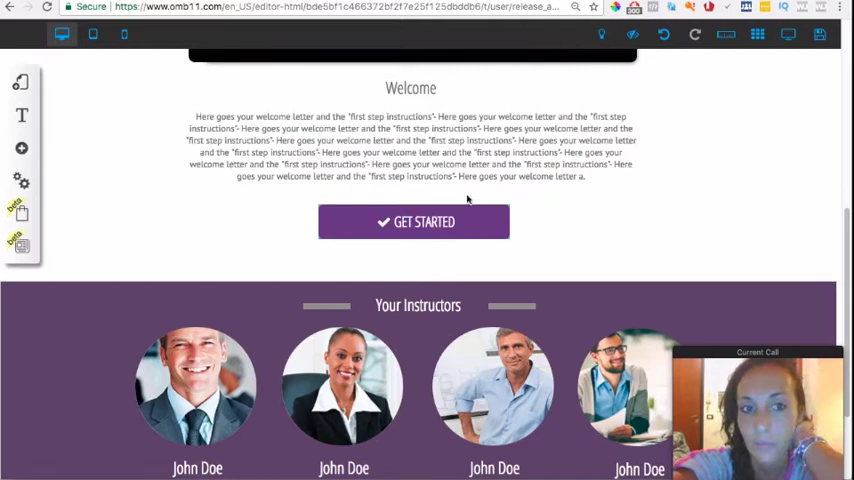 Secure
https://www.omb11.com/en_US/editor-html/bde5bf1c466372bf2f7e25f125dbddb6/t/user/release_a...
300
IQ
beta
beta
Welcome
Here goes your welcome letter and the "first step instructions"- Here goes your welcome letter and the "first step
instructions"- Here goes your welcome letter and the "first step instructions"- Here goes your welcome letter and the
"first step instructions"- Here goes your welcome letter and the "first step instructions"- Here goes your welcome letter
and the "first step instructions"- Here goes your welcome letter and the "first step instructions"- Here goes your
welcome letter and the "first step instructions"- Here goes your welcome letter and the "first step instructions"- Here
goes your welcome letter and the "first step instructions"- Here goes your welcome letter a.
GET STARTED
Your Instructors
John Doe
John Doe
John Doe
John Doe
Current Call